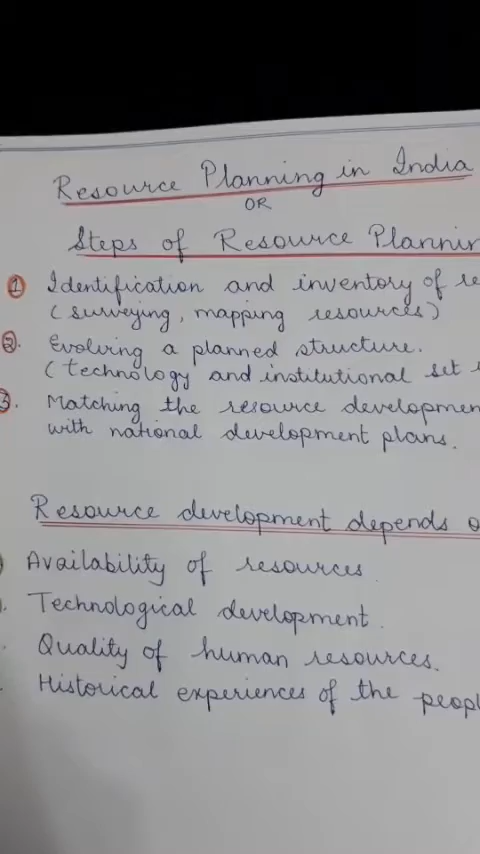 Resource Planning in India
OR
Steps of Resource Plannin
1 Identification and inventory of re
(surveying, mapping resources)
2. Evolving a planned structure.
(technology and institutional set
3. Matching the resource development
with national development plans.
Resource development depends o
Availability of resources
Technological development.
Quality of human resources.
Historical experiences of the peopl